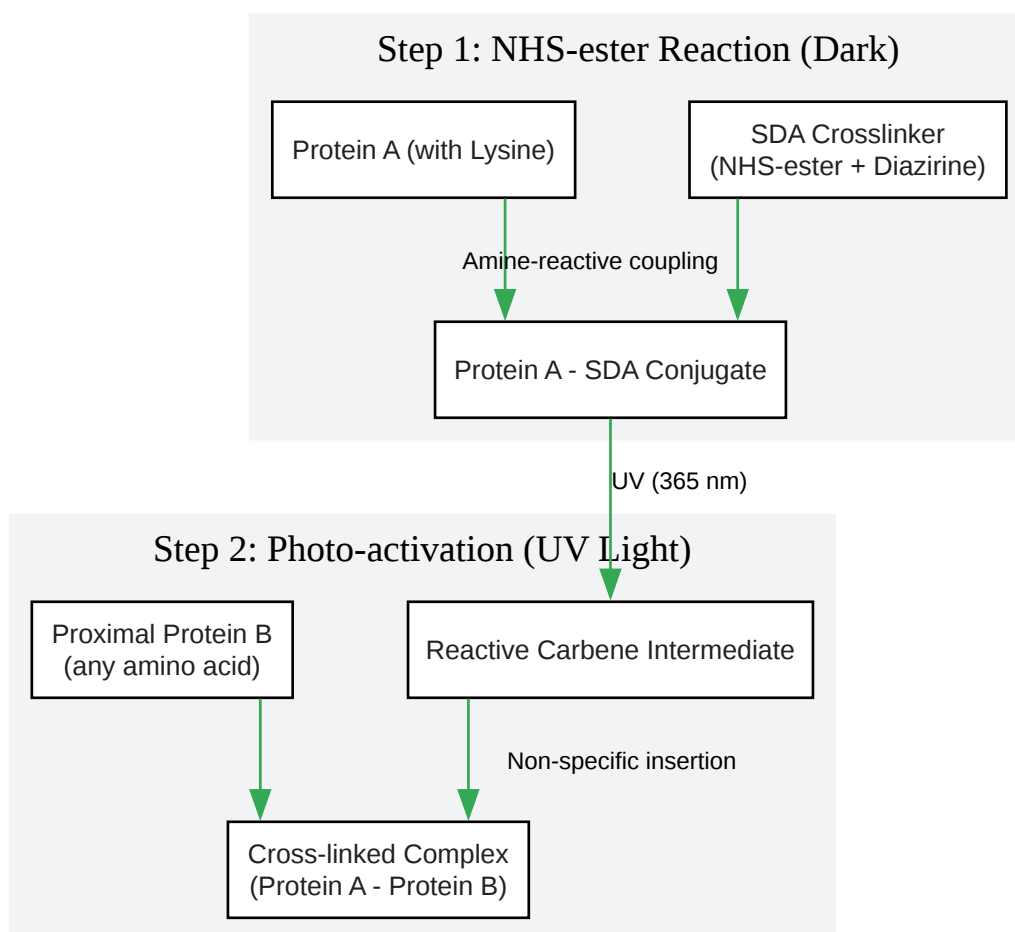 Step 1: NHS-ester Reaction (Dark)
Protein A (with Lysine)
SDA Crosslinker
(NHS-ester + Diazirine)
Amine-reactive coupling
Protein A - SDA Conjugate
UV (365 nm)
Step 2: Photo-activation (UV Light)
Proximal Protein B
(any amino acid)
Reactive Carbene Intermediate
Non-specific insertion
Cross-linked Complex
(Protein A - Protein B)